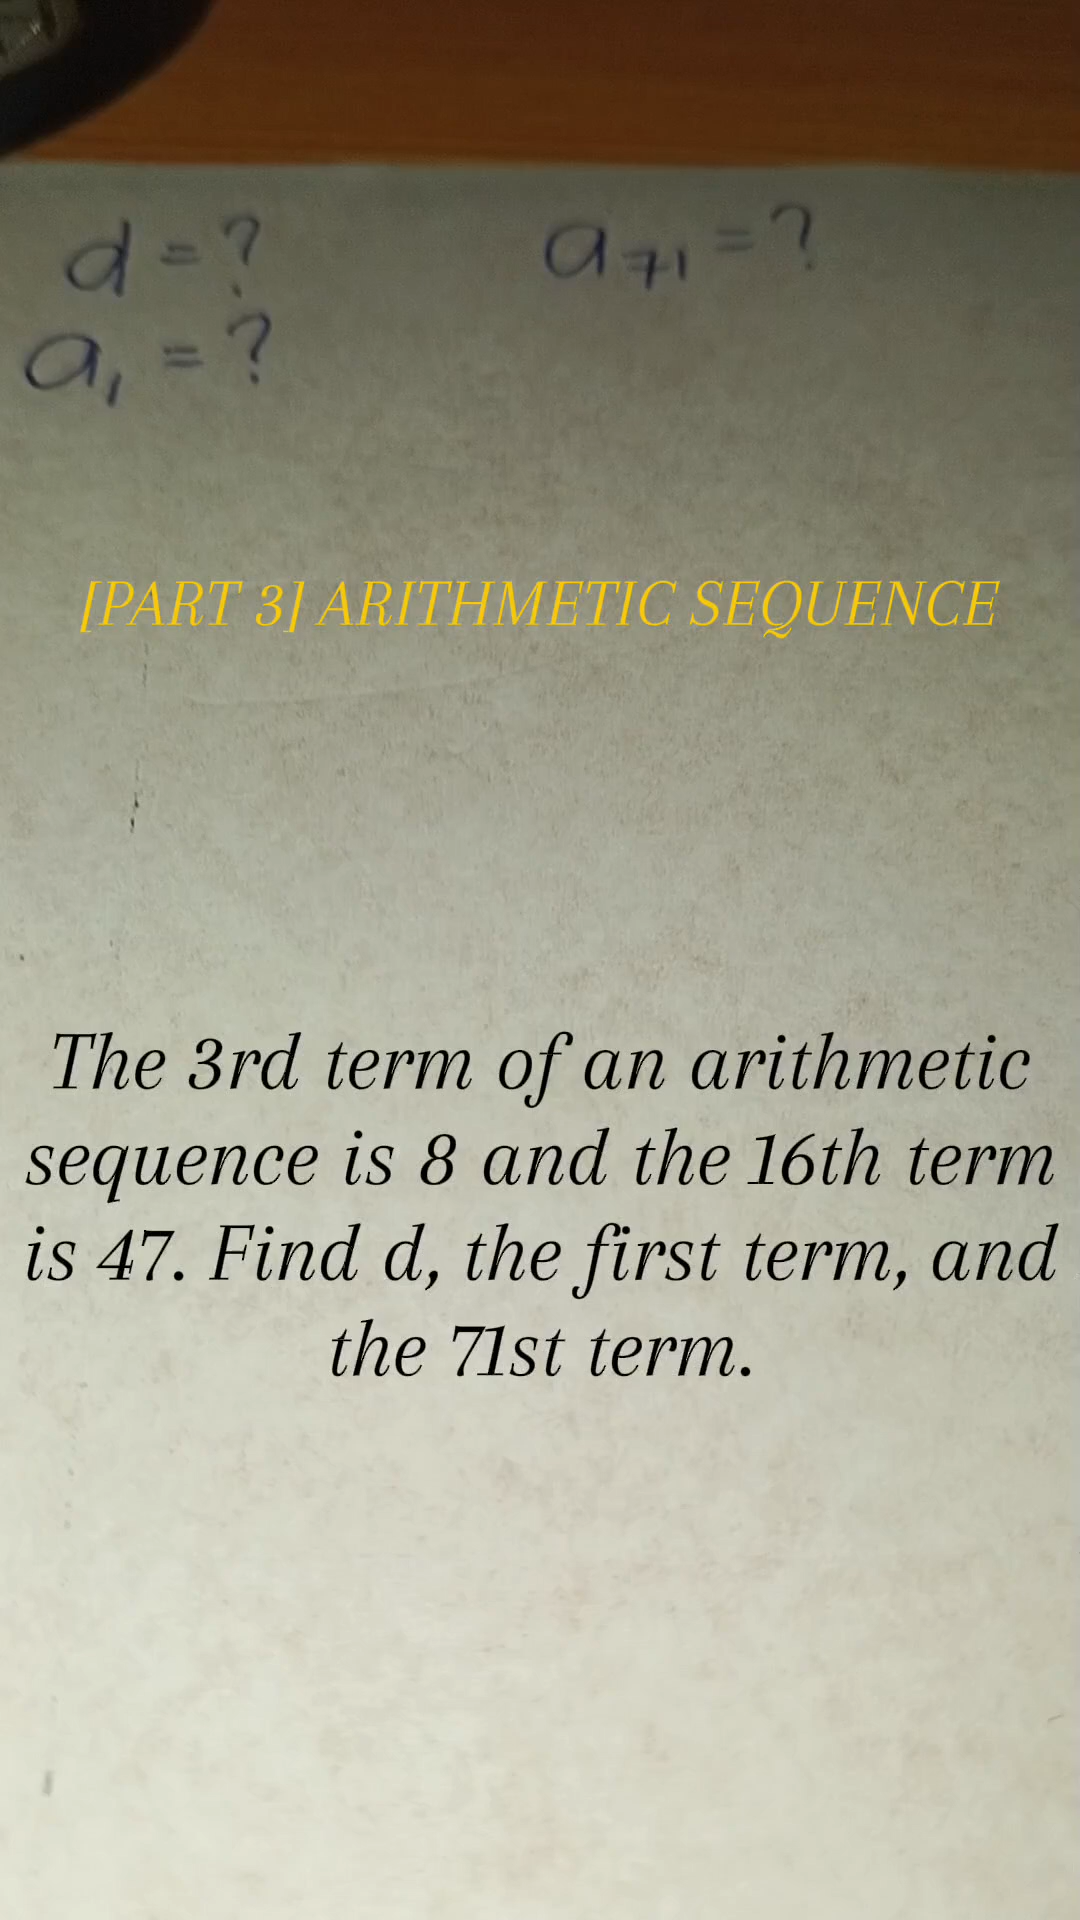 d = ?
a₇₁ = ?
a₁ = ?
[PART 3] ARITHMETIC SEQUENCE
The 3rd term of an arithmetic
sequence is 8 and the 16th term
is 47. Find d, the first term, and
the 71st term.